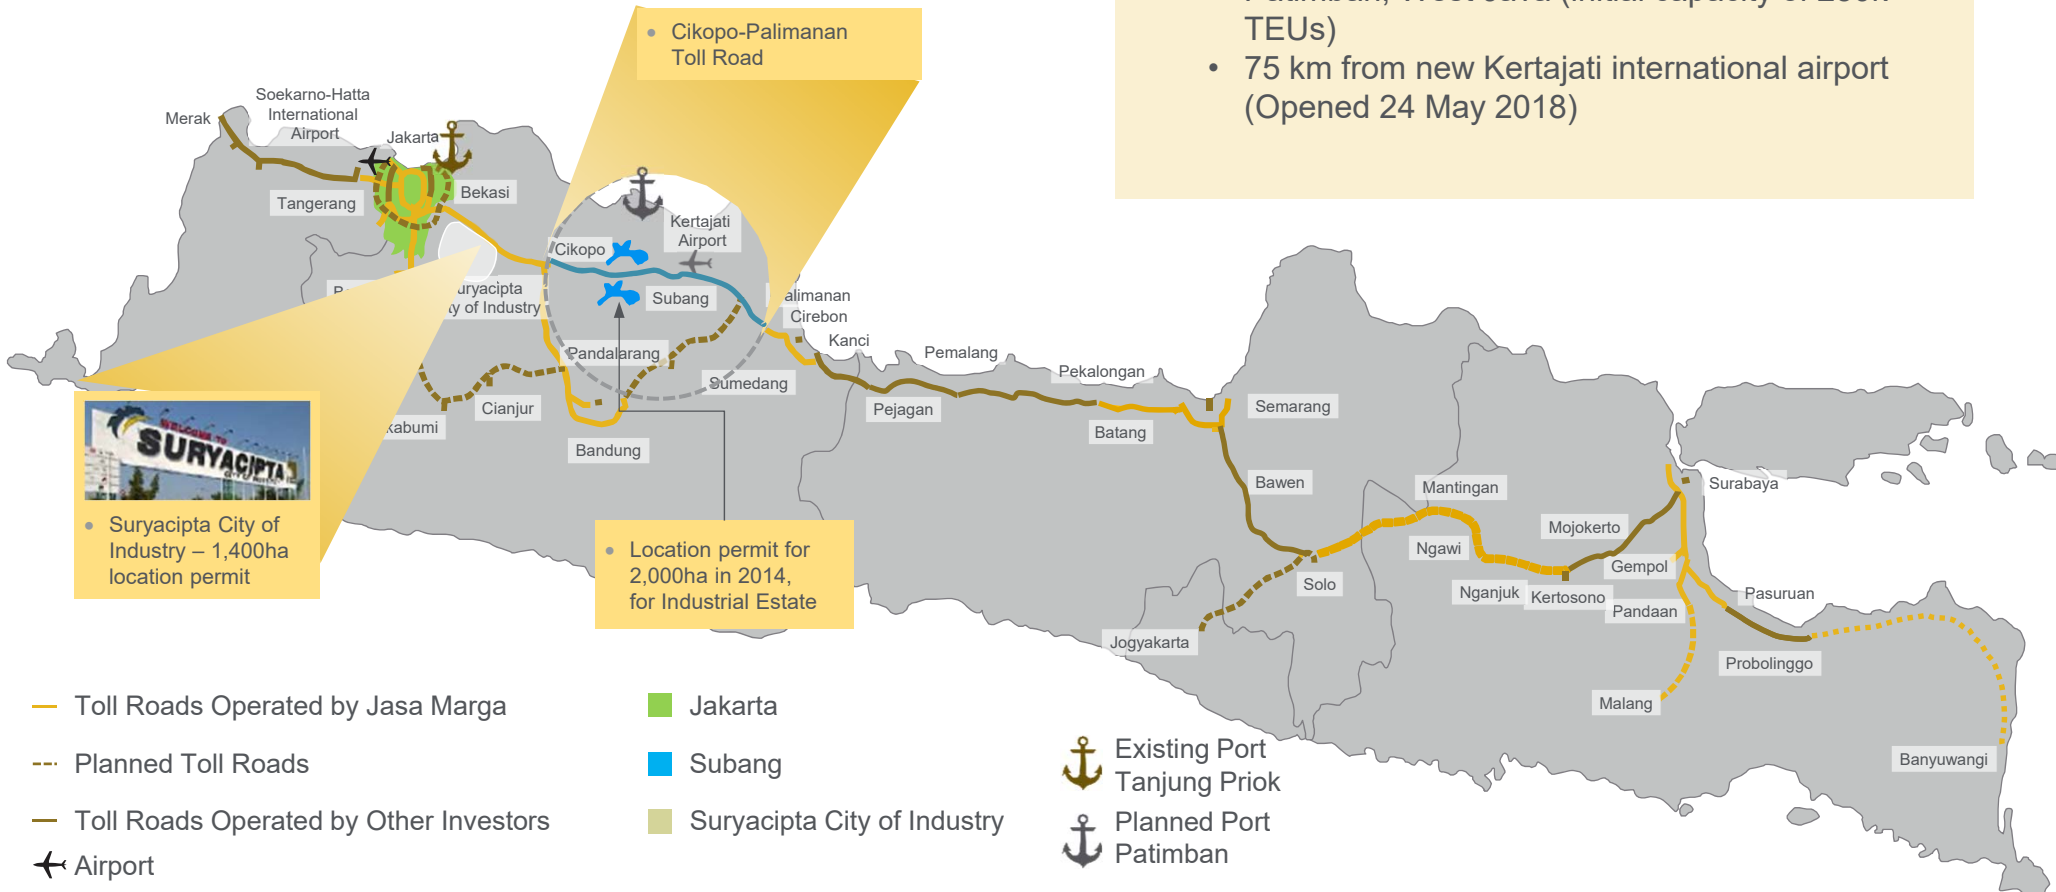 TEUs)
• 75 km from new Kertajati international airport
(Opened 24 May 2018)
• Cikopo-Palimanan
Toll Road
Merak
Soekarno-Hatta
International
Airport
Jakarta
Tangerang
Bekasi
Kertajati
Airport
Cikopo
Subang
uryacipta
ty of Industry
alimanan
Cirebon
Kanci
Pandalarang
Sumedang
Cianjur
kabumi
Bandung
Pemalang
Pekalongan
Pejagan
Batang
Semarang
Bawen
Mantingan
Surabaya
Mojokerto
Ngawi
Gempol
Solo
Nganjuk
Kertosono
Pandaan
Pasuruan
Jogyakarta
Probolinggo
Malang
Banyuwangi
WELCOME TO
SURYACIPTA
• Suryacipta City of
Industry – 1,400ha
location permit
• Location permit for
2,000ha in 2014,
for Industrial Estate
Toll Roads Operated by Jasa Marga
Planned Toll Roads
Toll Roads Operated by Other Investors
Airport
Jakarta
Subang
Suryacipta City of Industry
Existing Port
Tanjung Priok
Planned Port
Patimban